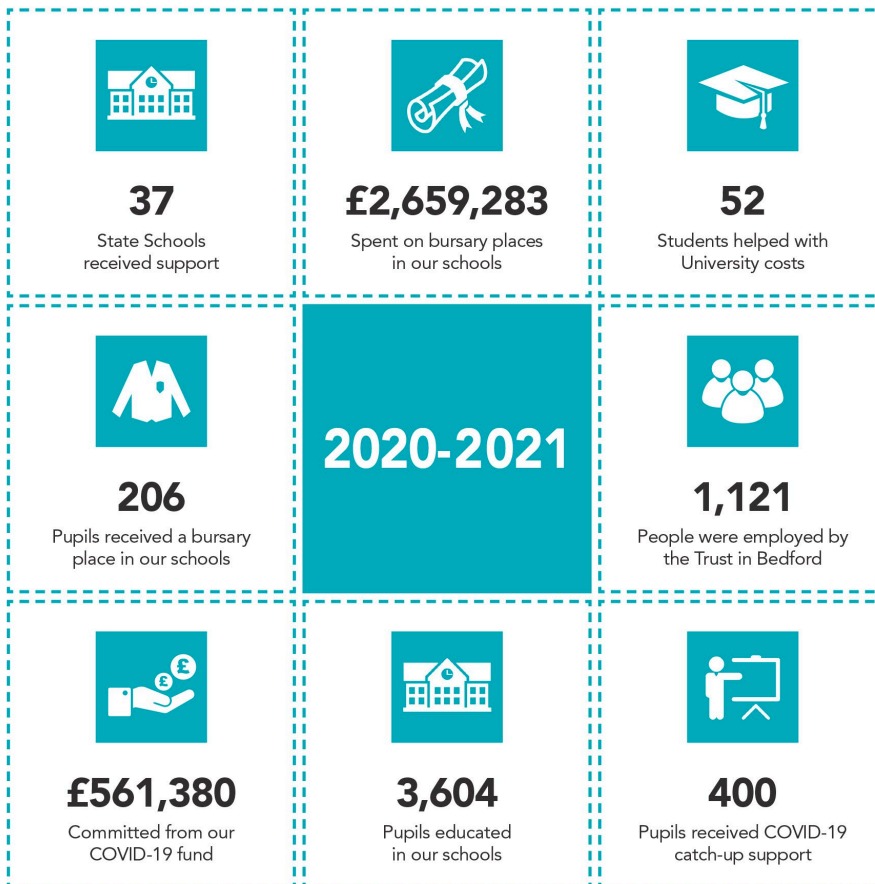 37
State Schools
received support
£2,659,283
Spent on bursary places
in our schools
52
Students helped with
University costs
206
Pupils received a bursary
place in our schools
2020-2021
1,121
People were employed by
the Trust in Bedford
£
£
£561,380
Committed from our
COVID-19 fund
3,604
Pupils educated
in our schools
400
Pupils received COVID-19
catch-up support